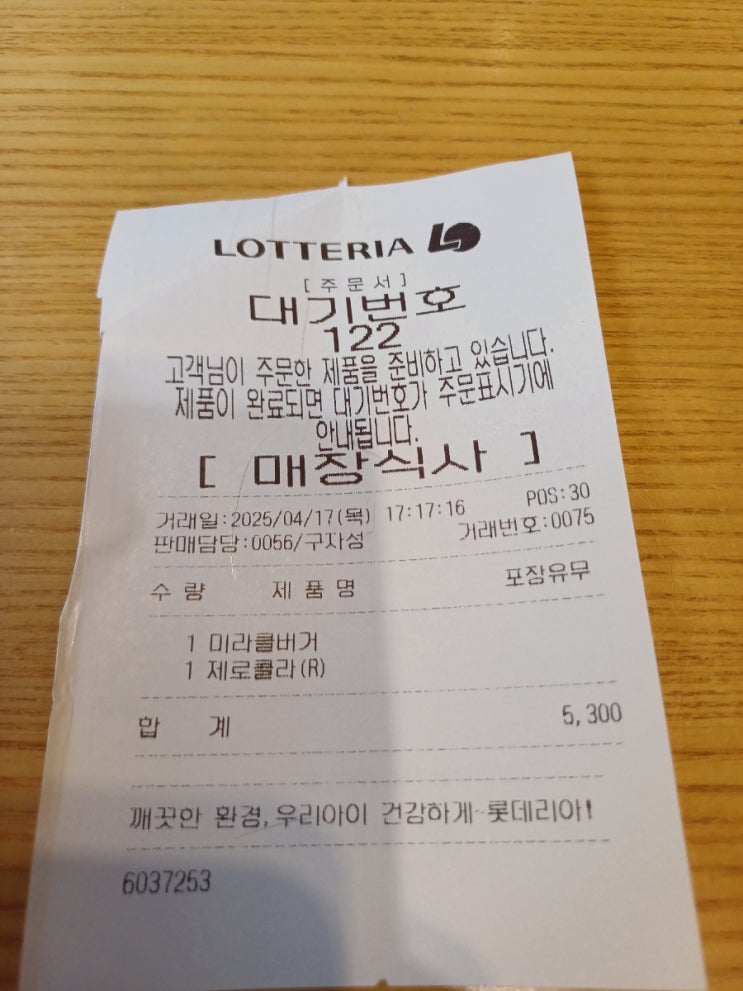 LOTTERIA
[주문서]
대기번호
122
고객님이 주문한 제품을 준비하고 있습니다.
제품이 완료되면 대기번호가 주문표시기에
안내됩니다.
[ 매장식사 ]
POS:30
거래일:2025/04/17(목) 17:17:16
판매담당:0056/구자성 거래번호:0075
수량 제품명 포장유무
1 미라클버거
1 제로콜라(R)
합 계 5,300
깨끗한 환경,우리아이 건강하게~롯데리아!
6037253